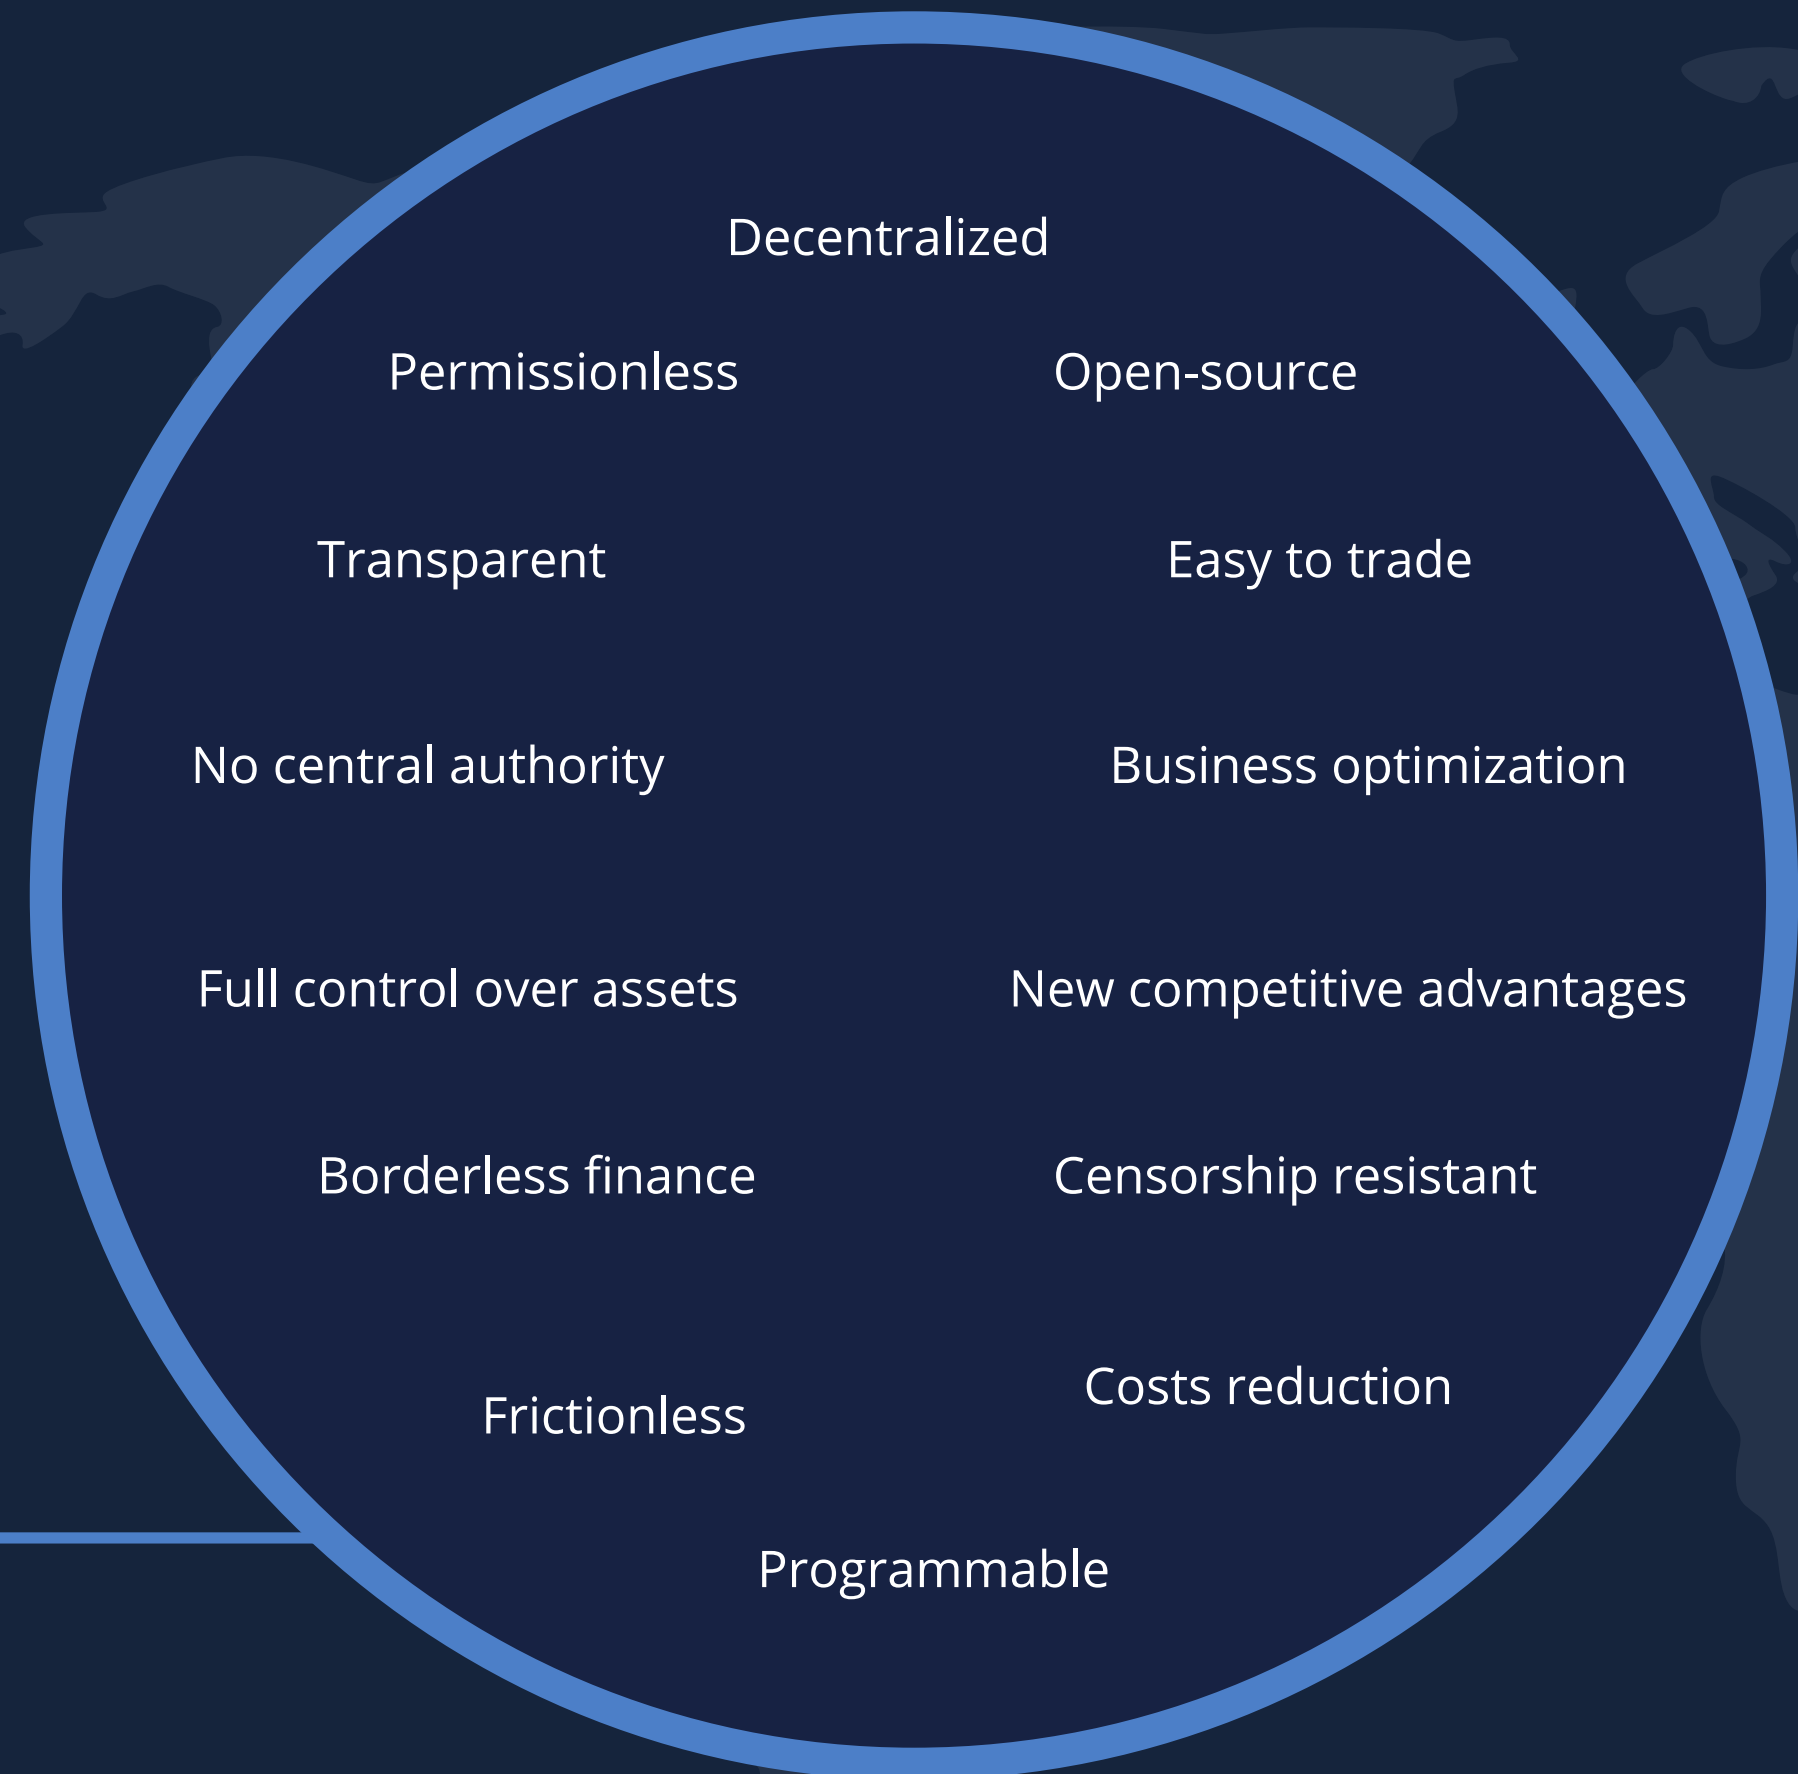 Decentralized
Permissionless
Open-source
Transparent
Easy to trade
No central authority
Business optimization
Full control over assets
New competitive advantages
Borderless finance
Censorship resistant
Costs reduction
Frictionless
Programmable